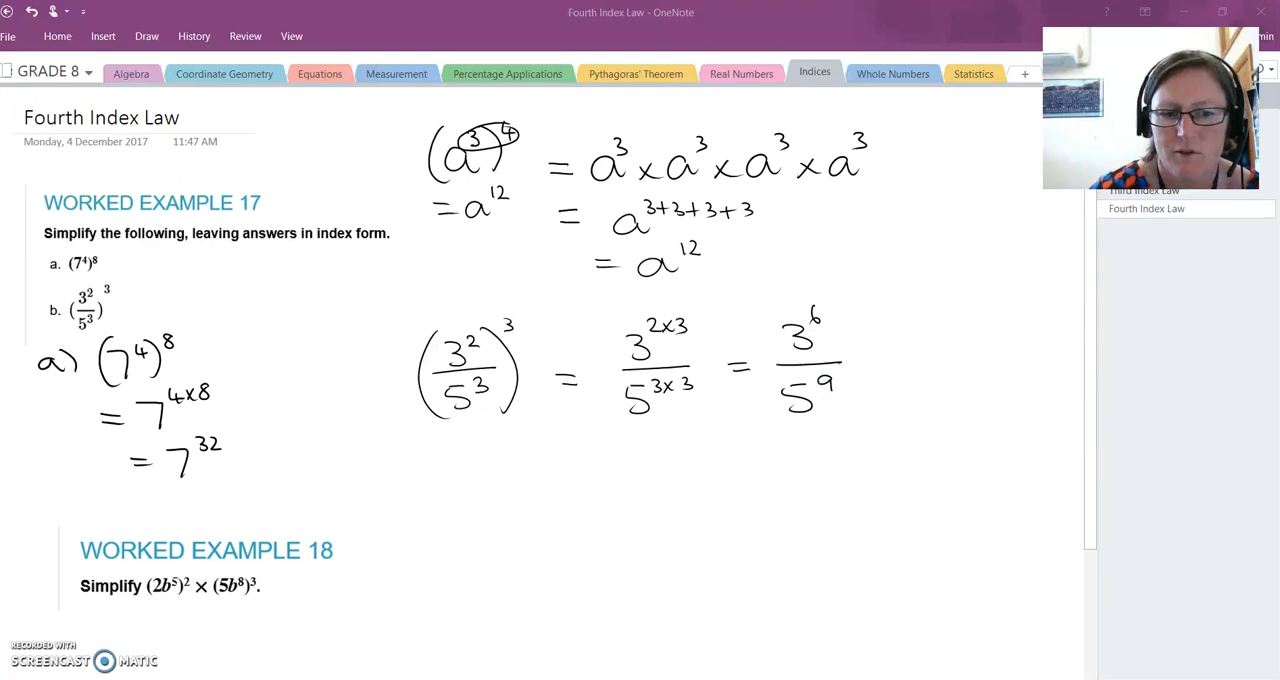 Fourth Index Law - OneNote
File Home Insert Draw History Review View
GRADE 8 Algebra Coordinate Geometry Equations Measurement Percentage Applications Pythagoras' Theorem Real Numbers Indices Whole Numbers Statistics +
Fourth Index Law
Monday, 4 December 2017 11:47 AM
WORKED EXAMPLE 17
Simplify the following, leaving answers in index form.
a. (7⁴)⁸
b. (3²/5³)³
a) (7⁴)⁸
= 7^(4×8)
= 7³²
(a³)⁴ = a³ × a³ × a³ × a³
= a¹² = a^(3+3+3+3)
= a¹²
(3²/5³)³ = 3^(2×3)/5^(3×3) = 3⁶/5⁹
WORKED EXAMPLE 18
Simplify (2b⁵)² × (5b⁸)³.
Third Index Law
Fourth Index Law
RECORDED WITH
SCREENCAST MATIC